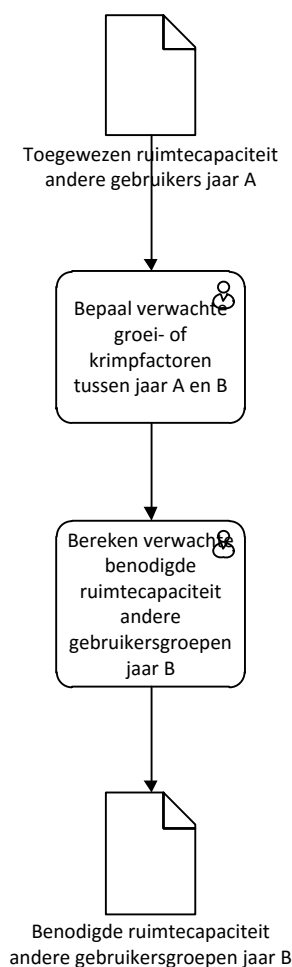 Toegewezen ruimtecapaciteit
andere gebruikers jaar A
Bepaal verwachte
groei- of
krimpfactoren
tussen jaar A en B
Bereken verwachte
benodigde
ruimtecapaciteit
andere
gebruikersgroepen
jaar B
Benodigde ruimtecapaciteit
andere gebruikersgroepen jaar B